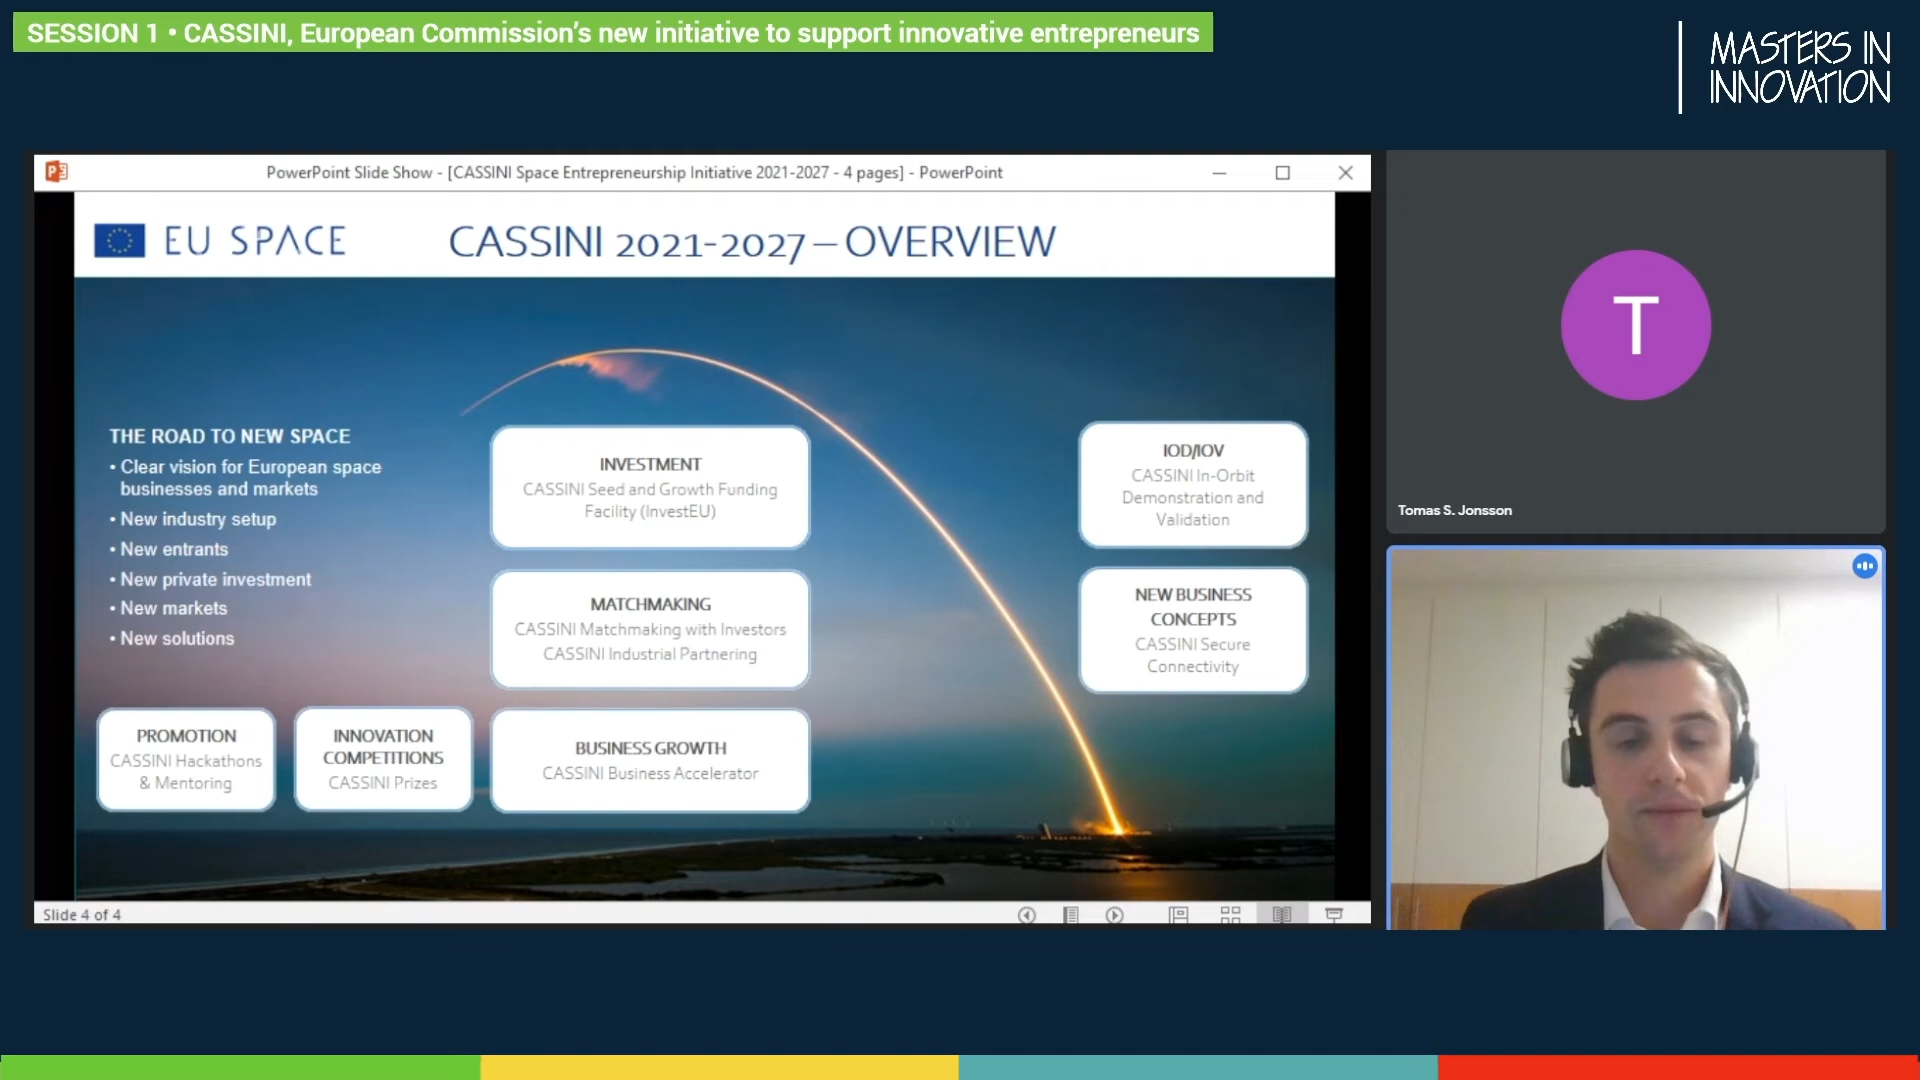 SESSION 1 • CASSINI, European Commission's new initiative to support innovative entrepreneurs
MASTERS IN
INNOVATION
PowerPoint Slide Show - [CASSINI Space Entrepreneurship Initiative 2021-2027 - 4 pages] - PowerPoint
EU SPACE
CASSINI 2021-2027 – OVERVIEW
THE ROAD TO NEW SPACE
• Clear vision for European space
businesses and markets
• New industry setup
• New entrants
• New private investment
• New markets
• New solutions
PROMOTION
CASSINI Hackathons
& Mentoring
INNOVATION
COMPETITIONS
CASSINI Prizes
INVESTMENT
CASSINI Seed and Growth Funding
Facility (InvestEU)
MATCHMAKING
CASSINI Matchmaking with Investors
CASSINI Industrial Partnering
BUSINESS GROWTH
CASSINI Business Accelerator
IOD/IOV
CASSINI In-Orbit
Demonstration and
Validation
NEW BUSINESS
CONCEPTS
CASSINI Secure
Connectivity
Slide 4 of 4
T
Tomas S. Jonsson